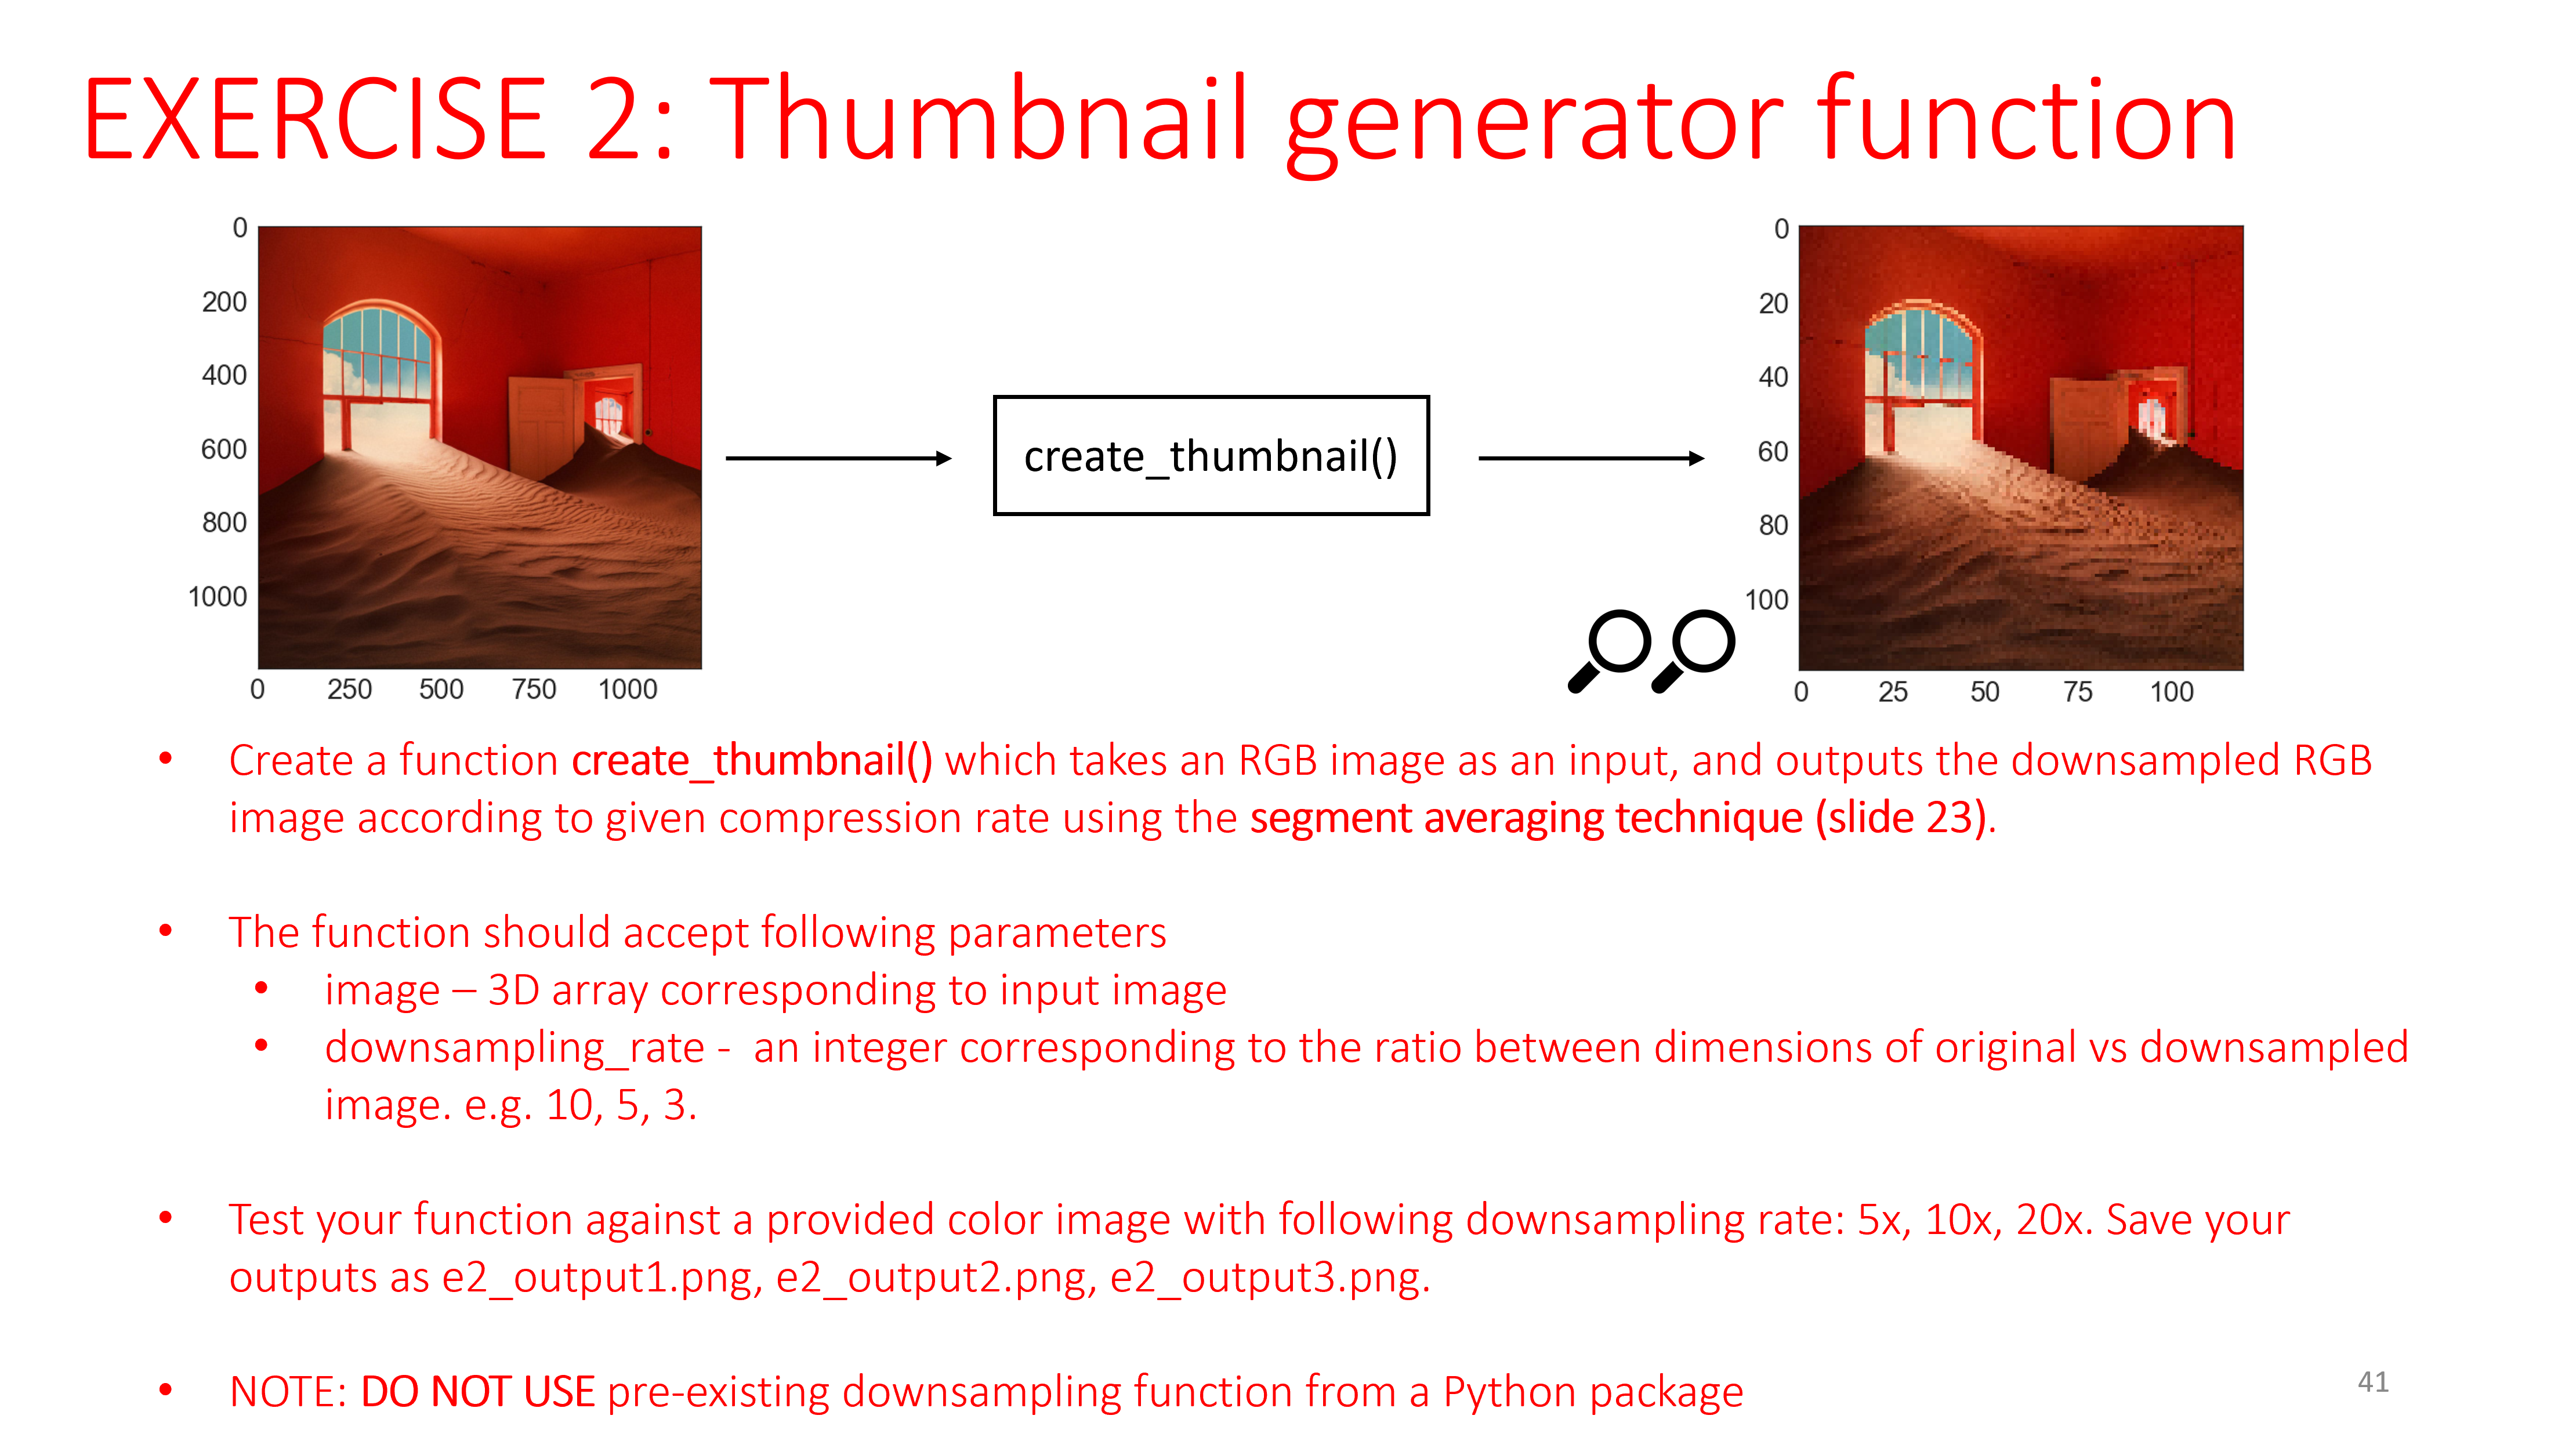 EXERCISE 2: Thumbnail generator function
0
200
400
600
800
1000
0 250 500 750 1000
create_thumbnail()
0
20
40
60
80
100
0 25 50 75 100
• Create a function create_thumbnail() which takes an RGB image as an input, and outputs the downsampled RGB
image according to given compression rate using the segment averaging technique (slide 23).
• The function should accept following parameters
• image – 3D array corresponding to input image
• downsampling_rate - an integer corresponding to the ratio between dimensions of original vs downsampled
image. e.g. 10, 5, 3.
• Test your function against a provided color image with following downsampling rate: 5x, 10x, 20x. Save your
outputs as e2_output1.png, e2_output2.png, e2_output3.png.
• NOTE: DO NOT USE pre-existing downsampling function from a Python package
41